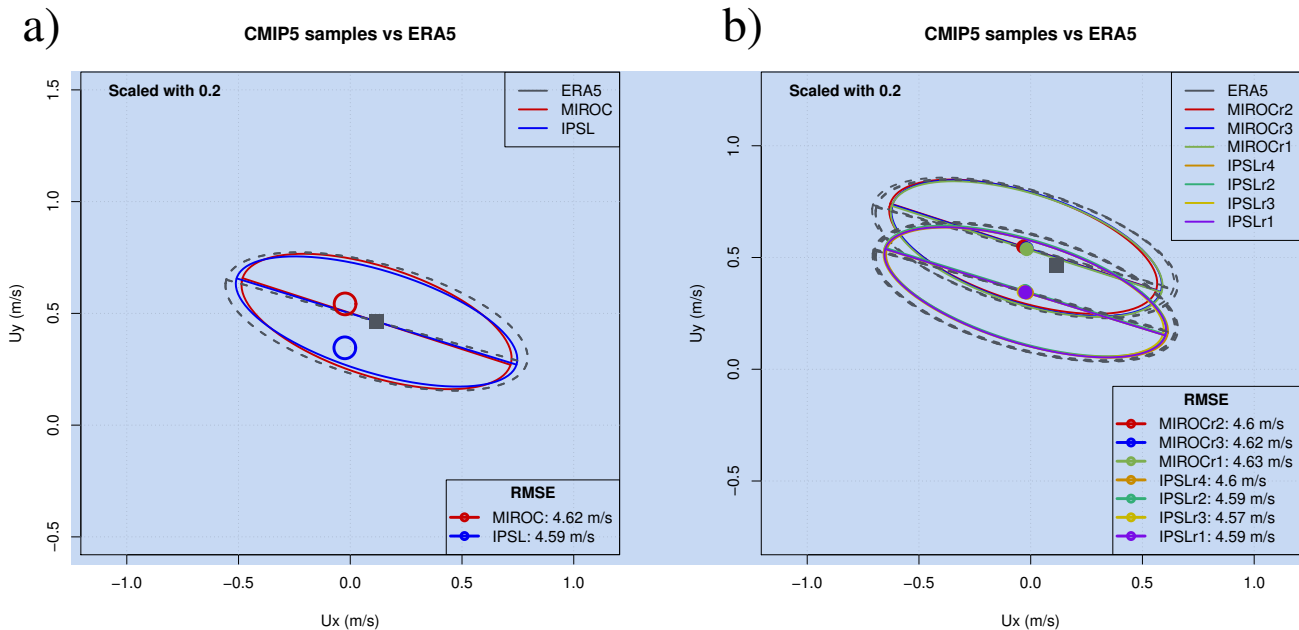 a)
CMIP5 samples vs ERA5
Scaled with 0.2
ERA5
MIROC
IPSL
1.5
1.0
0.5
0.0
−0.5
Uy (m/s)
RMSE
MIROC: 4.62 m/s
IPSL: 4.59 m/s
−1.0
−0.5
0.0
0.5
1.0
Ux (m/s)
b)
CMIP5 samples vs ERA5
Scaled with 0.2
ERA5
MIROCr2
MIROCr3
MIROCr1
IPSLr4
IPSLr2
IPSLr3
IPSLr1
1.0
0.5
0.0
−0.5
Uy (m/s)
RMSE
MIROCr2: 4.6 m/s
MIROCr3: 4.62 m/s
MIROCr1: 4.63 m/s
IPSLr4: 4.6 m/s
IPSLr2: 4.59 m/s
IPSLr3: 4.57 m/s
IPSLr1: 4.59 m/s
−1.0
−0.5
0.0
0.5
1.0
Ux (m/s)